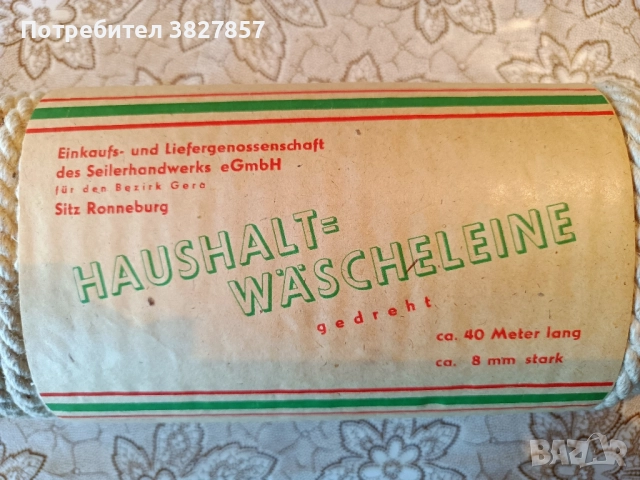 Потребител 3827857
Einkaufs- und Liefergenossenschaft
des Seilerhandwerks eGmbH
für den Bezirk Gera
Sitz Ronneburg
HAUSHALT=
WÄSCHELEINE
gedreht
ca. 40 Meter lang
ca. 8 mm stark
BAZAR